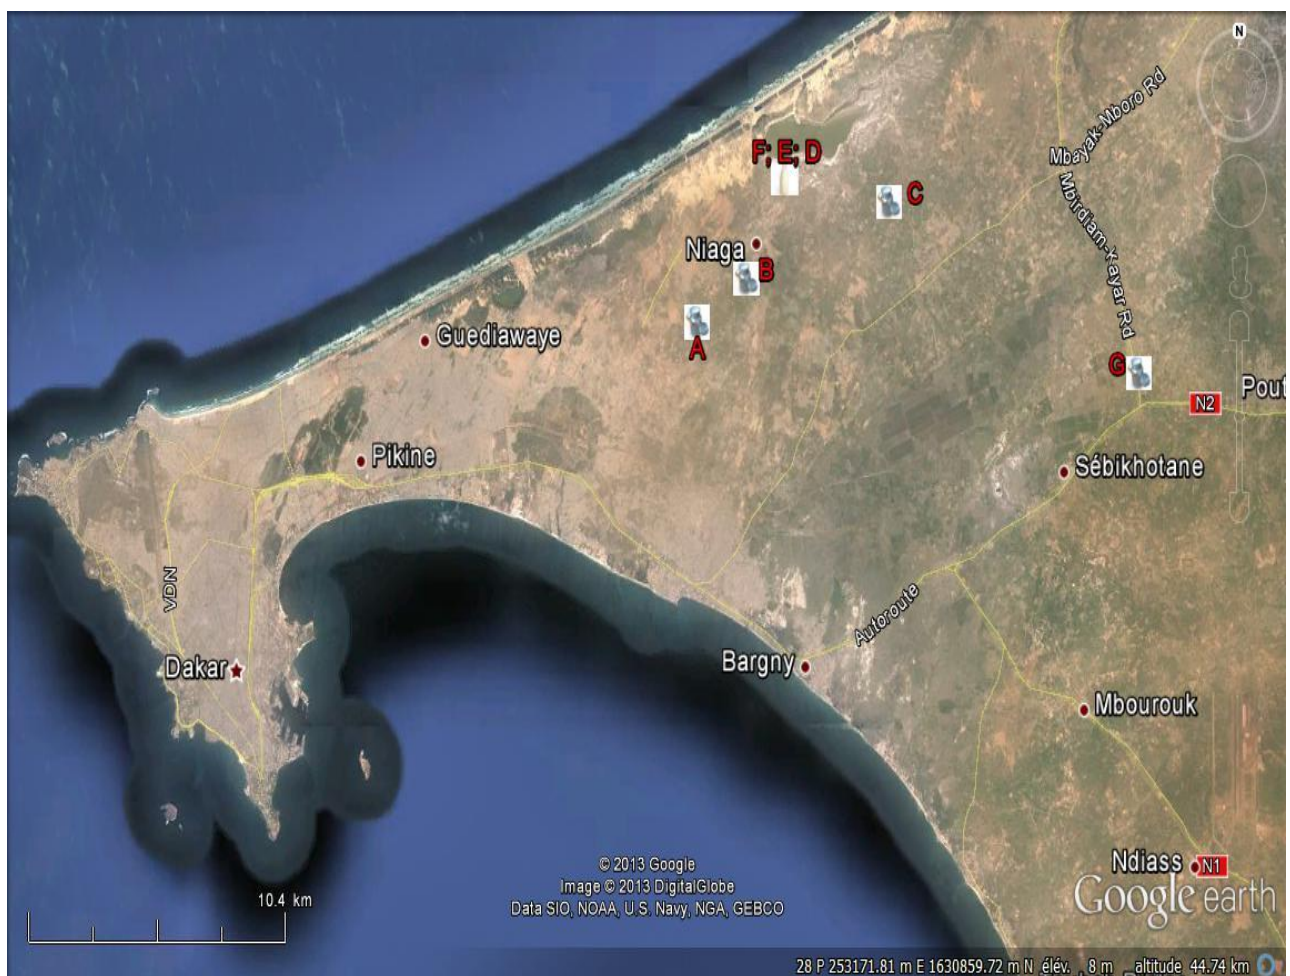 N
Mbayak-Mboro Rd
F; E; D
C
Mbirdiam-Kayar Rd
Niaga
B
A
Guediawaye
G
N2
Pout
Pikine
Sébikhotane
VDN
Autoroute
Dakar
Bargny
Mbourouk
Ndiass
N1
© 2013 Google
Image © 2013 DigitalGlobe
Data SIO, NOAA, U.S. Navy, NGA, GEBCO
Google earth
10.4 km
28 P 253171.81 m E 1630859.72 m N élév. 8 m altitude 44.74 km